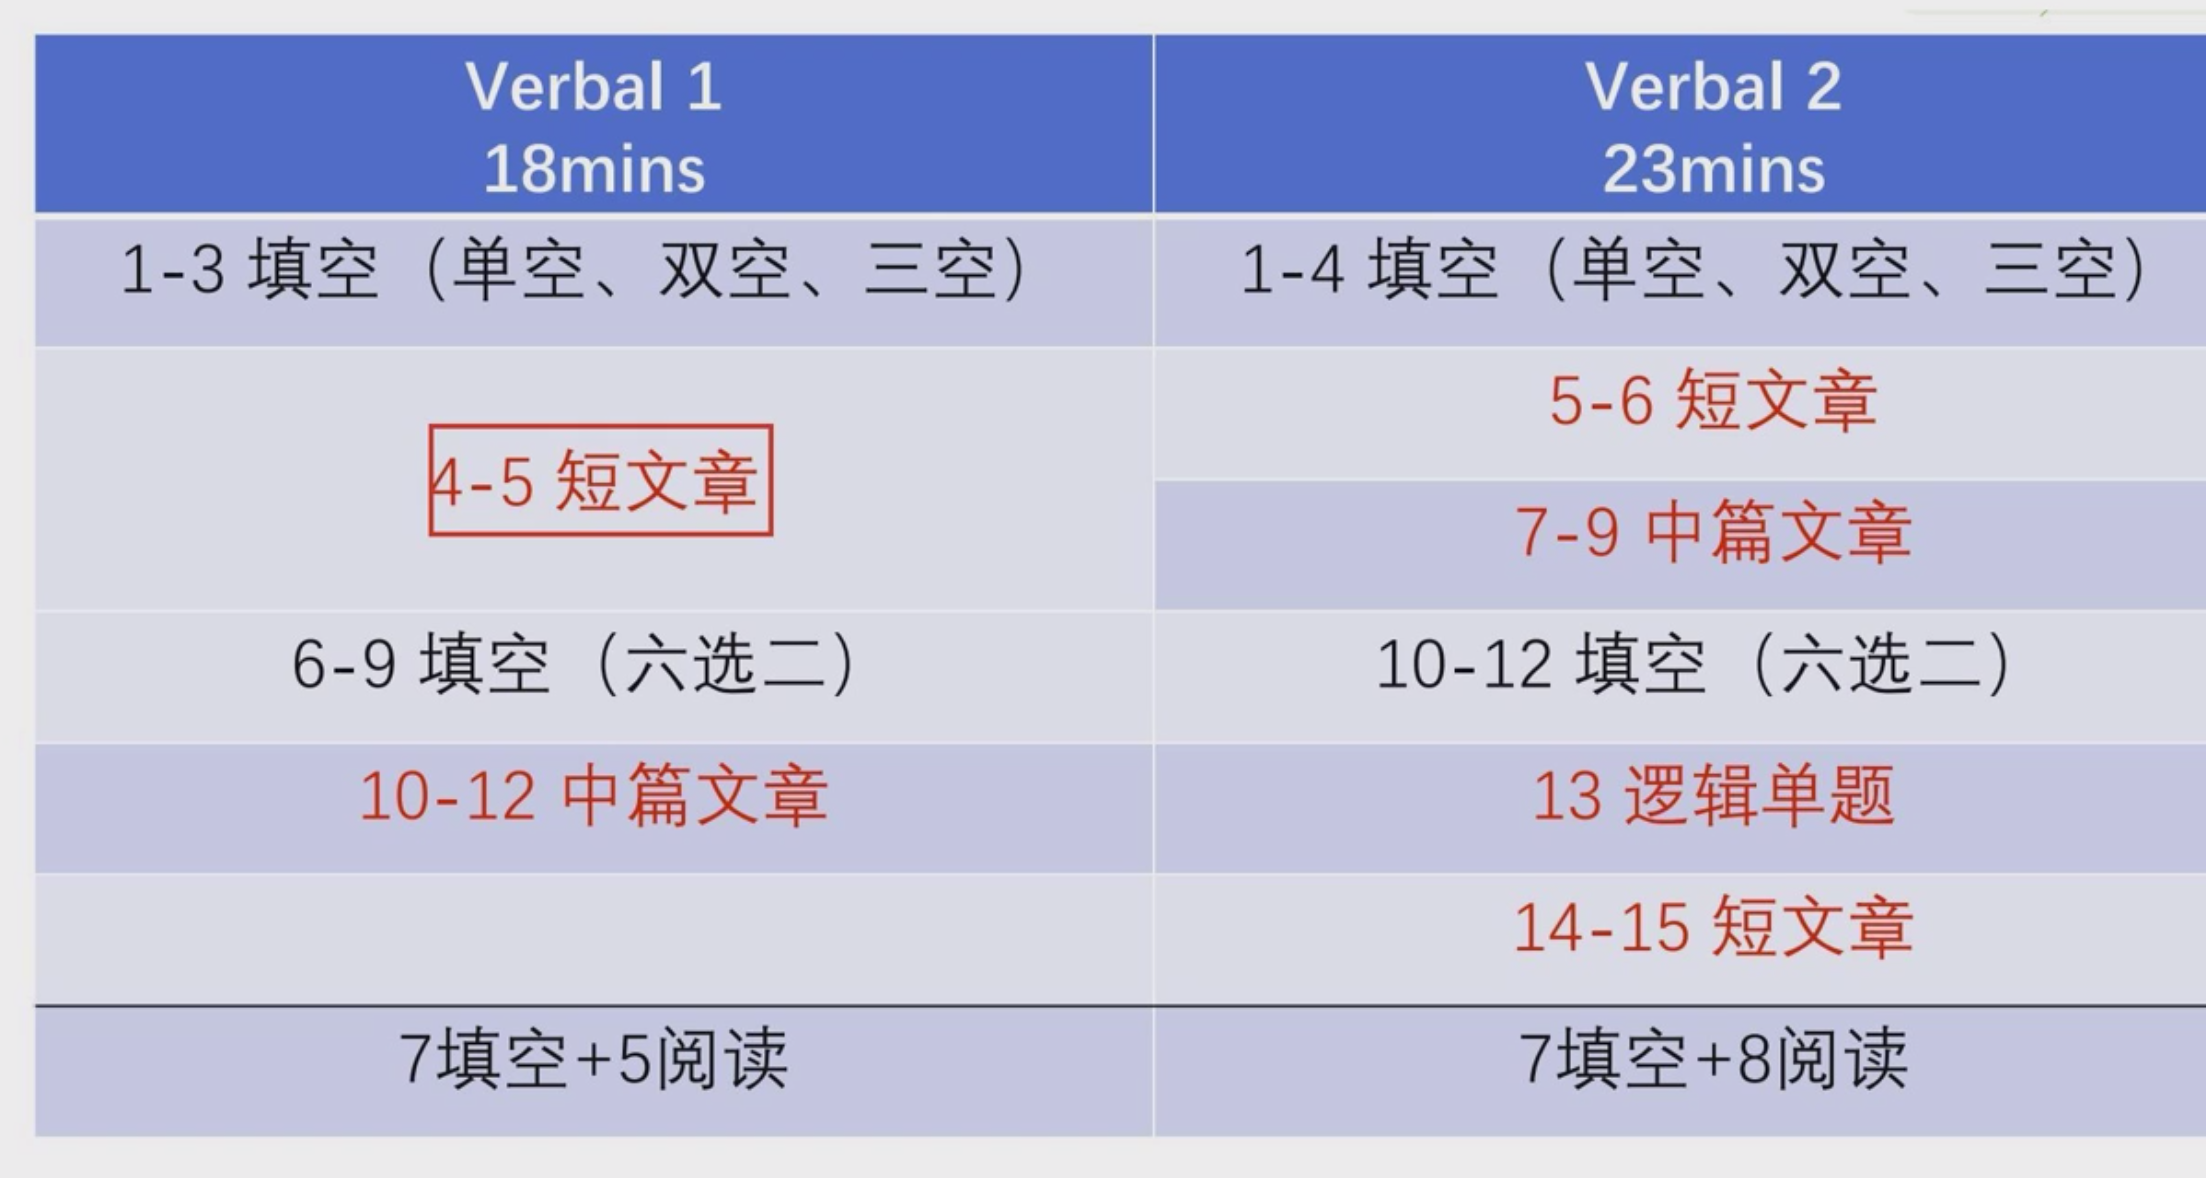 Verbal 1
18mins
Verbal 2
23mins
1-3 填空（单空、双空、三空）
1-4 填空（单空、双空、三空）
4-5 短文章
5-6 短文章
7-9 中篇文章
6-9 填空（六选二）
10-12 填空（六选二）
10-12 中篇文章
13 逻辑单题
14-15 短文章
7填空+5阅读
7填空+8阅读